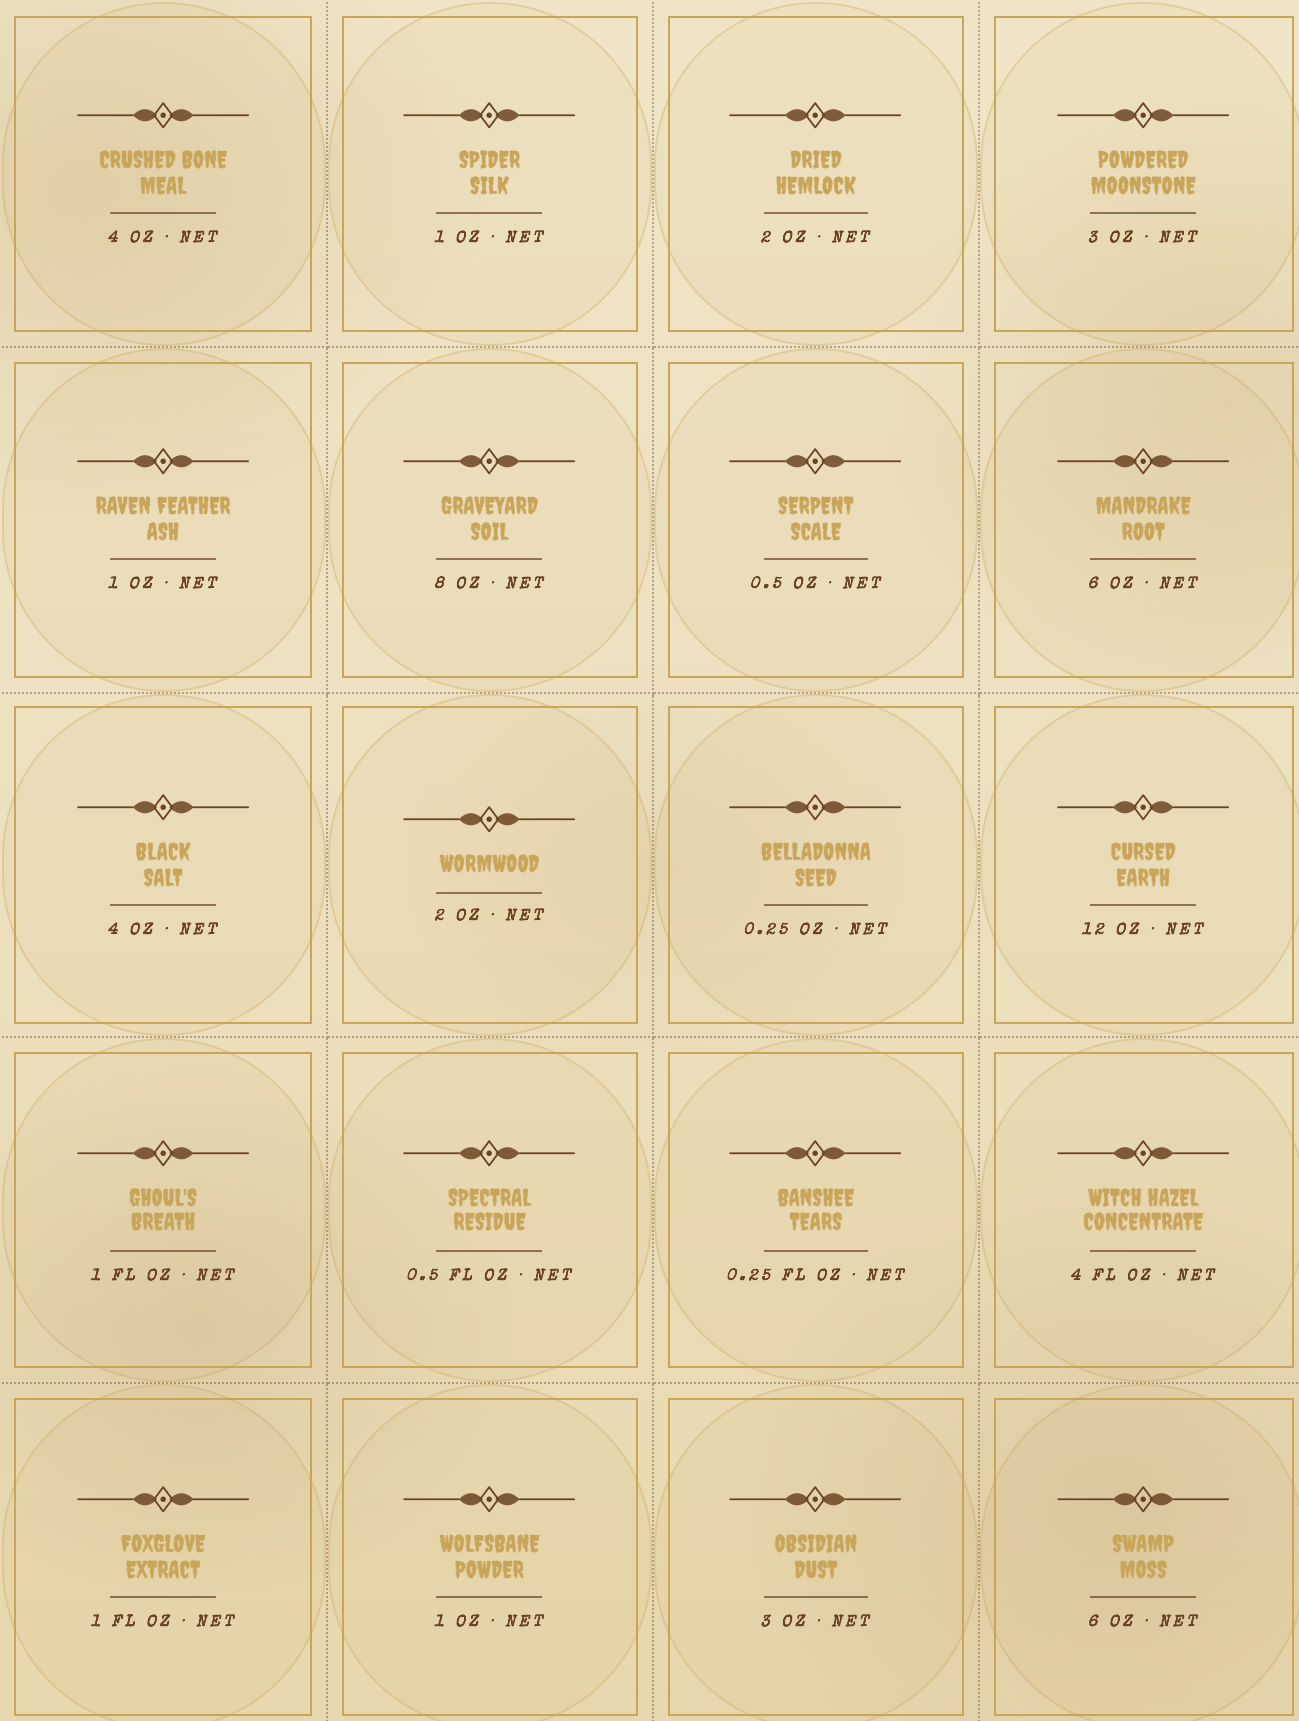 CRUSHED BONE
MEAL
4 OZ · NET
SPIDER
SILK
1 OZ · NET
DRIED
HEMLOCK
2 OZ · NET
POWDERED
MOONSTONE
3 OZ · NET
RAVEN FEATHER
ASH
1 OZ · NET
GRAVEYARD
SOIL
8 OZ · NET
SERPENT
SCALE
0.5 OZ · NET
MANDRAKE
ROOT
6 OZ · NET
BLACK
SALT
4 OZ · NET
WORMWOOD
2 OZ · NET
BELLADONNA
SEED
0.25 OZ · NET
CURSED
EARTH
12 OZ · NET
GHOUL'S
BREATH
1 FL OZ · NET
SPECTRAL
RESIDUE
0.5 FL OZ · NET
BANSHEE
TEARS
0.25 FL OZ · NET
WITCH HAZEL
CONCENTRATE
4 FL OZ · NET
FOXGLOVE
EXTRACT
1 FL OZ · NET
WOLFSBANE
POWDER
1 OZ · NET
OBSIDIAN
DUST
3 OZ · NET
SWAMP
MOSS
6 OZ · NET